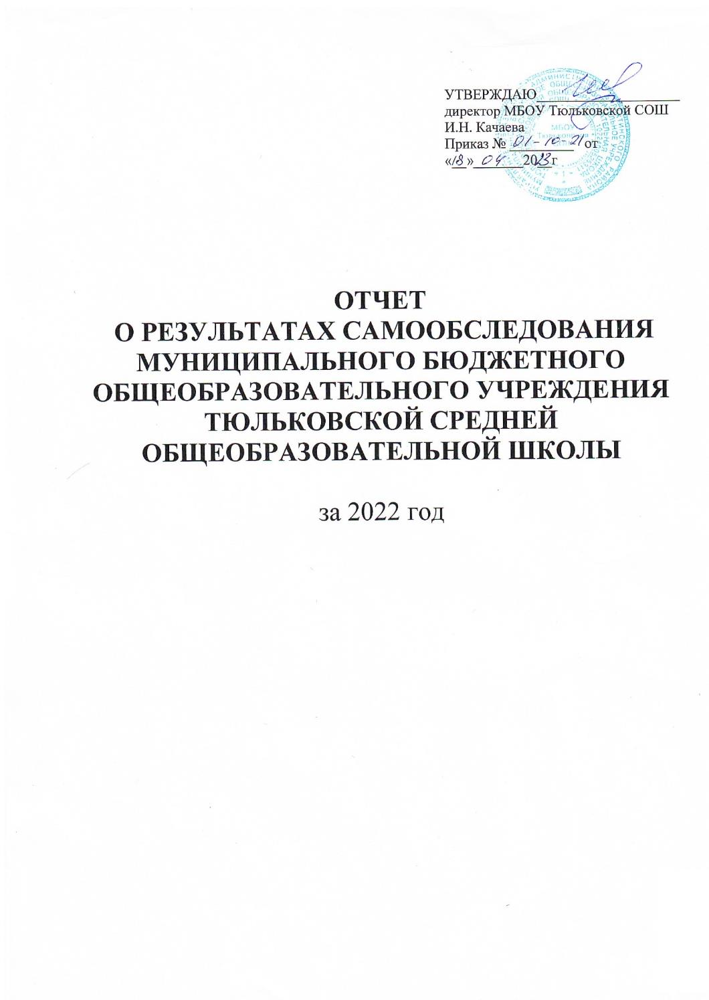 УТВЕРЖДАЮ
директор МБОУ Тюльковской СОШ
И.Н. Качаева
Приказ № 01-10-21 от
«18» 04 2023г
МБОУ
ОТЧЕТ
О РЕЗУЛЬТАТАХ САМООБСЛЕДОВАНИЯ
МУНИЦИПАЛЬНОГО БЮДЖЕТНОГО
ОБЩЕОБРАЗОВАТЕЛЬНОГО УЧРЕЖДЕНИЯ
ТЮЛЬКОВСКОЙ СРЕДНЕЙ
ОБЩЕОБРАЗОВАТЕЛЬНОЙ ШКОЛЫ
за 2022 год